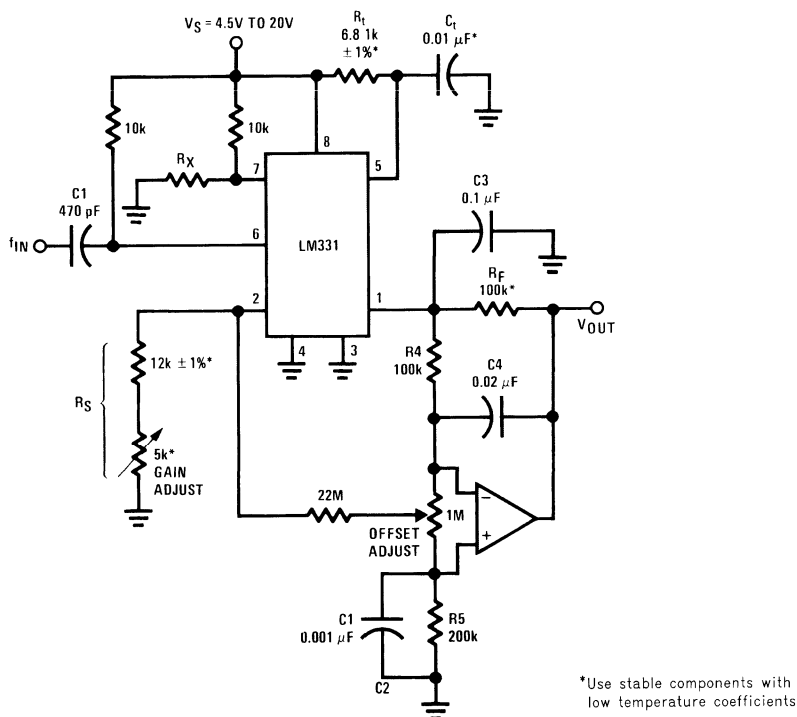 VS = 4.5V TO 20V
Rt
6.8 1k
± 1%*
Ct
0.01 µF*
10k
10k
8
RX
7
5
C1
470 pF
fIN
6
LM331
C3
0.1 µF
2
1
RF
100k*
VOUT
4
3
R4
100k
C4
0.02 µF
12k ± 1%*
RS
5k*
GAIN
ADJUST
22M
1M
OFFSET
ADJUST
−
+
C1
0.001 µF
R5
200k
C2
*Use stable components with
low temperature coefficients